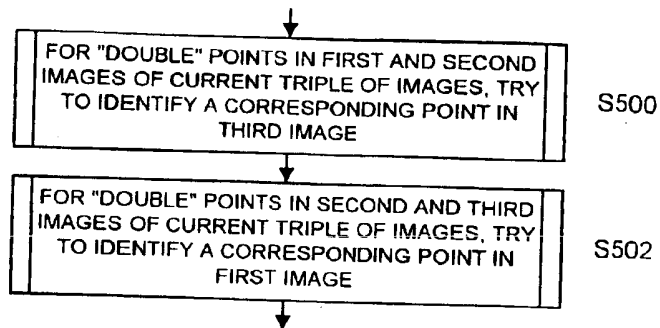 FOR "DOUBLE" POINTS IN FIRST AND SECOND
IMAGES OF CURRENT TRIPLE OF IMAGES, TRY
TO IDENTIFY A CORRESPONDING POINT IN
THIRD IMAGE
S500
FOR "DOUBLE" POINTS IN SECOND AND THIRD
IMAGES OF CURRENT TRIPLE OF IMAGES, TRY
TO IDENTIFY A CORRESPONDING POINT IN
FIRST IMAGE
S502